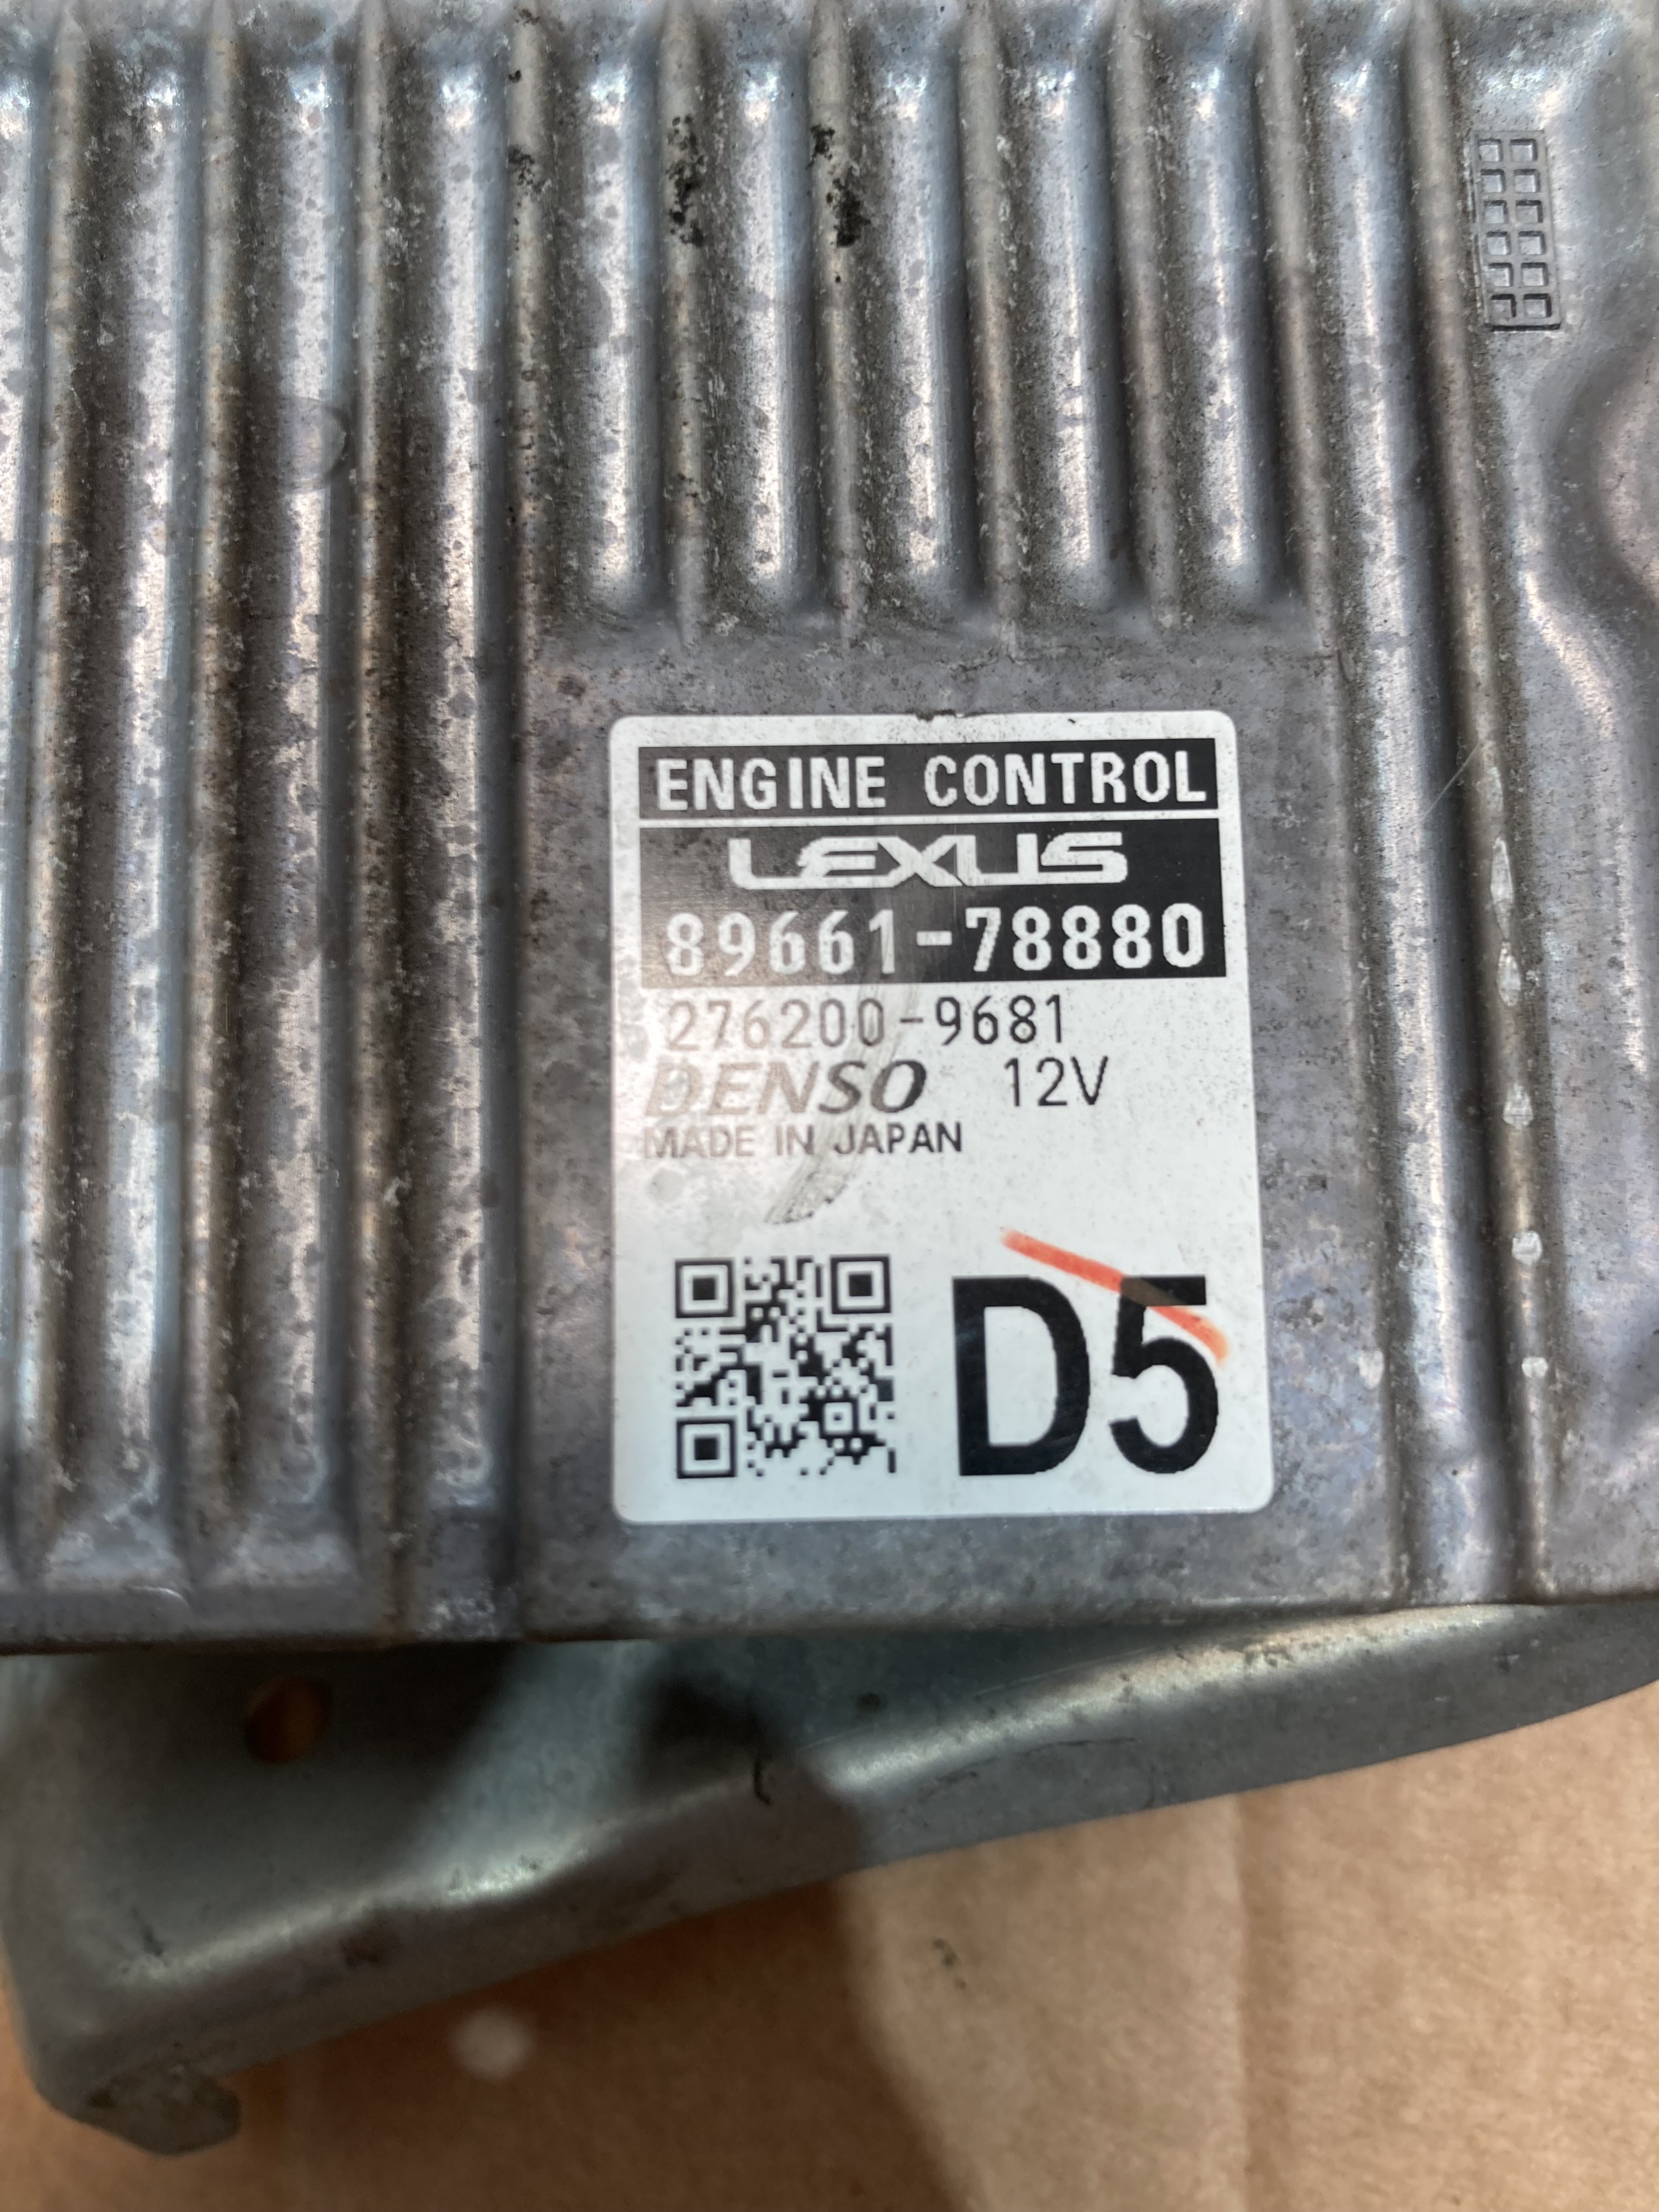 ENGINE CONTROL
LEXUS
89661-78880
276200-9681
DENSO 12V
MADE IN JAPAN
D5